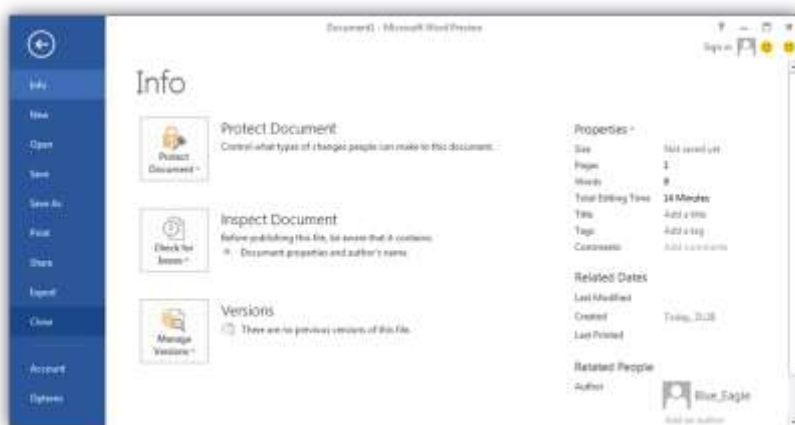 Document1 - Microsoft Word Preview
Sign in
Info
New
Open
Save
Save As
Print
Share
Export
Close
Account
Options
Info
Protect Document
Protect Document
Control what types of changes people can make to this document.
Check for Issues
Inspect Document
Before publishing this file, be aware that it contains:
Document properties and author's name
Manage Versions
Versions
There are no previous versions of this file.
Properties
Size Not saved yet
Pages 1
Words
Total Editing Time 14 Minutes
Title Add a title
Tags Add a tag
Comments Add comments
Related Dates
Last Modified
Created Today,
Last Printed
Related People
Author Blue_Eagle
Add an author